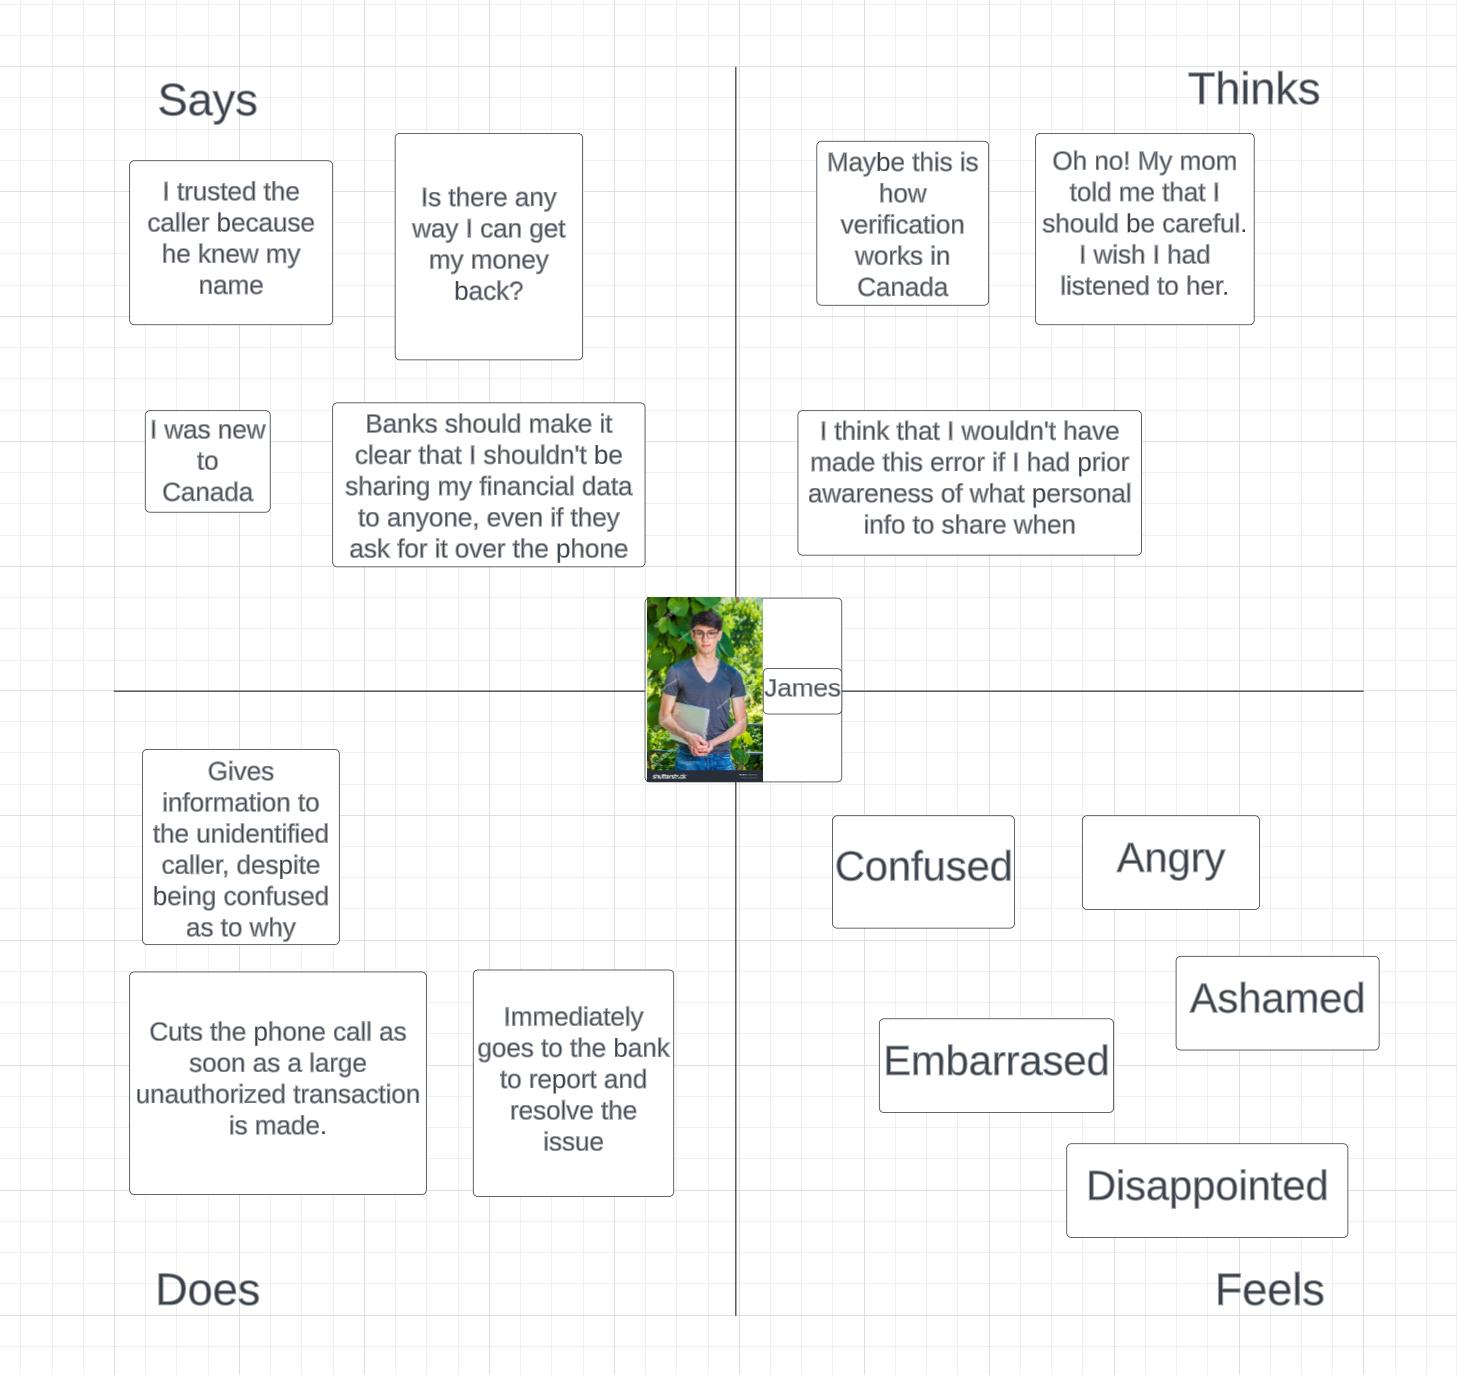 Says
Thinks
I trusted the
caller because
he knew my
name
Is there any
way I can get
my money
back?
Maybe this is
how
verification
works in
Canada
Oh no! My mom
told me that I
should be careful.
I wish I had
listened to her.
I was new
to
Canada
Banks should make it
clear that I shouldn't be
sharing my financial data
to anyone, even if they
ask for it over the phone
I think that I wouldn't have
made this error if I had prior
awareness of what personal
info to share when
James
shutterstock
Gives
information to
the unidentified
caller, despite
being confused
as to why
Confused
Angry
Cuts the phone call as
soon as a large
unauthorized transaction
is made.
Immediately
goes to the bank
to report and
resolve the
issue
Ashamed
Embarrased
Disappointed
Does
Feels